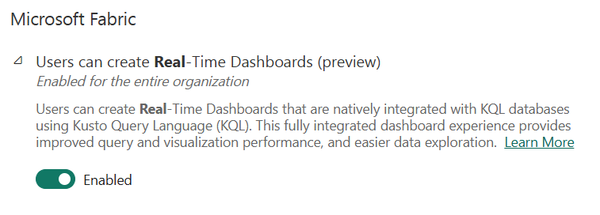 Microsoft Fabric
Users can create Real-Time Dashboards (preview)
Enabled for the entire organization
Users can create Real-Time Dashboards that are natively integrated with KQL databases
using Kusto Query Language (KQL). This fully integrated dashboard experience provides
improved query and visualization performance, and easier data exploration. Learn More
Enabled